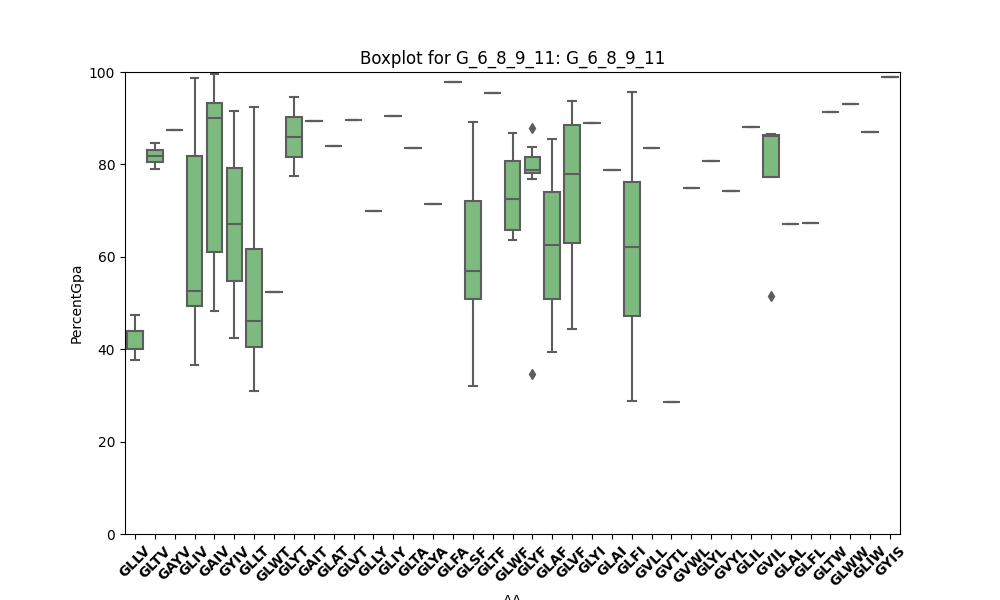 Boxplot for G_6_8_9_11: G_6_8_9_11
PercentGpa
100
80
60
40
20
0
GLLV
GLTV
GAYV
GLIV
GAIV
GYIV
GLLT
GLWT
GLYT
GAIT
GLAT
GLVT
GLLY
GLIY
GLTA
GLYA
GLFA
GLSF
GLTF
GLWF
GLYF
GLAF
GLVF
GLYI
GLAI
GLFI
GVLL
GVTL
GVWL
GLYL
GVYL
GLIL
GVIL
GLAL
GLFL
GLTW
GLWW
GLIW
GYIS